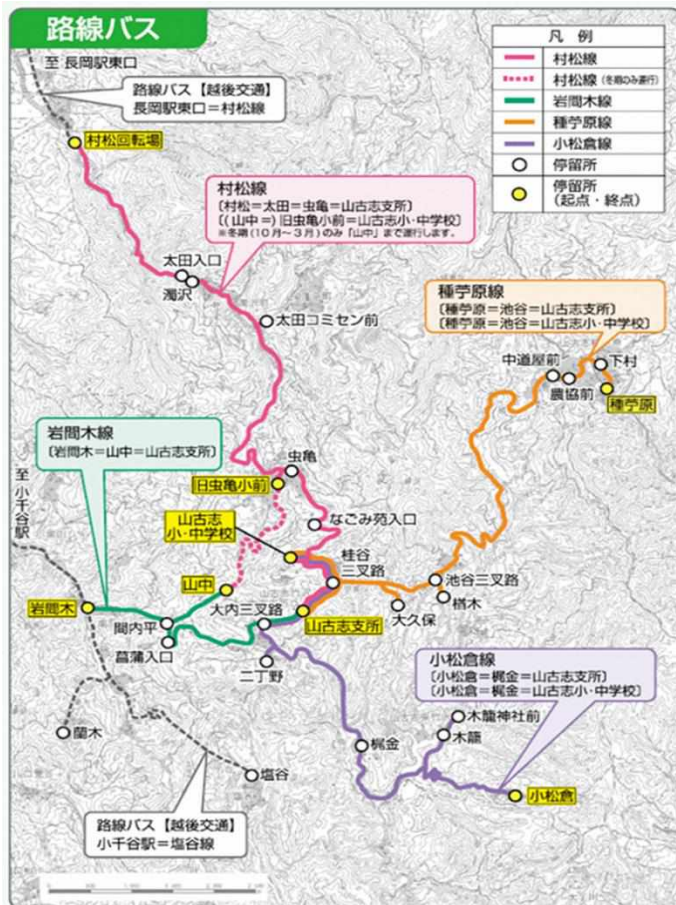 路線バス
至 長岡駅東口
路線バス【越後交通】
長岡駅東口＝村松線
凡 例
村松線
村松線（冬期のみ運行）
岩間木線
種苧原線
小松倉線
停留所
停留所
（起点・終点）
村松回転場
村松線
〔村松＝太田＝虫亀＝山古志支所〕
〔（山中＝）旧虫亀小前＝山古志小・中学校〕
※冬期（10月～3月）のみ「山中」まで運行します。
太田入口
濁沢
太田コミセン前
種苧原線
〔種苧原＝池谷＝山古志支所〕
〔種苧原＝池谷＝山古志小・中学校〕
中道屋前
下村
農協前
種苧原
岩間木線
〔岩間木＝山中＝山古志支所〕
至 小千谷駅
虫亀
旧虫亀小前
なごみ苑入口
山古志
小・中学校
桂谷
三叉路
池谷三叉路
山中
楢木
大久保
岩間木
大内三叉路
山古志支所
間内平
菖蒲入口
二丁野
小松倉線
〔小松倉＝梶金＝山古志支所〕
〔小松倉＝梶金＝山古志小・中学校〕
木籠神社前
木籠
蘭木
梶金
塩谷
小松倉
路線バス【越後交通】
小千谷駅＝塩谷線